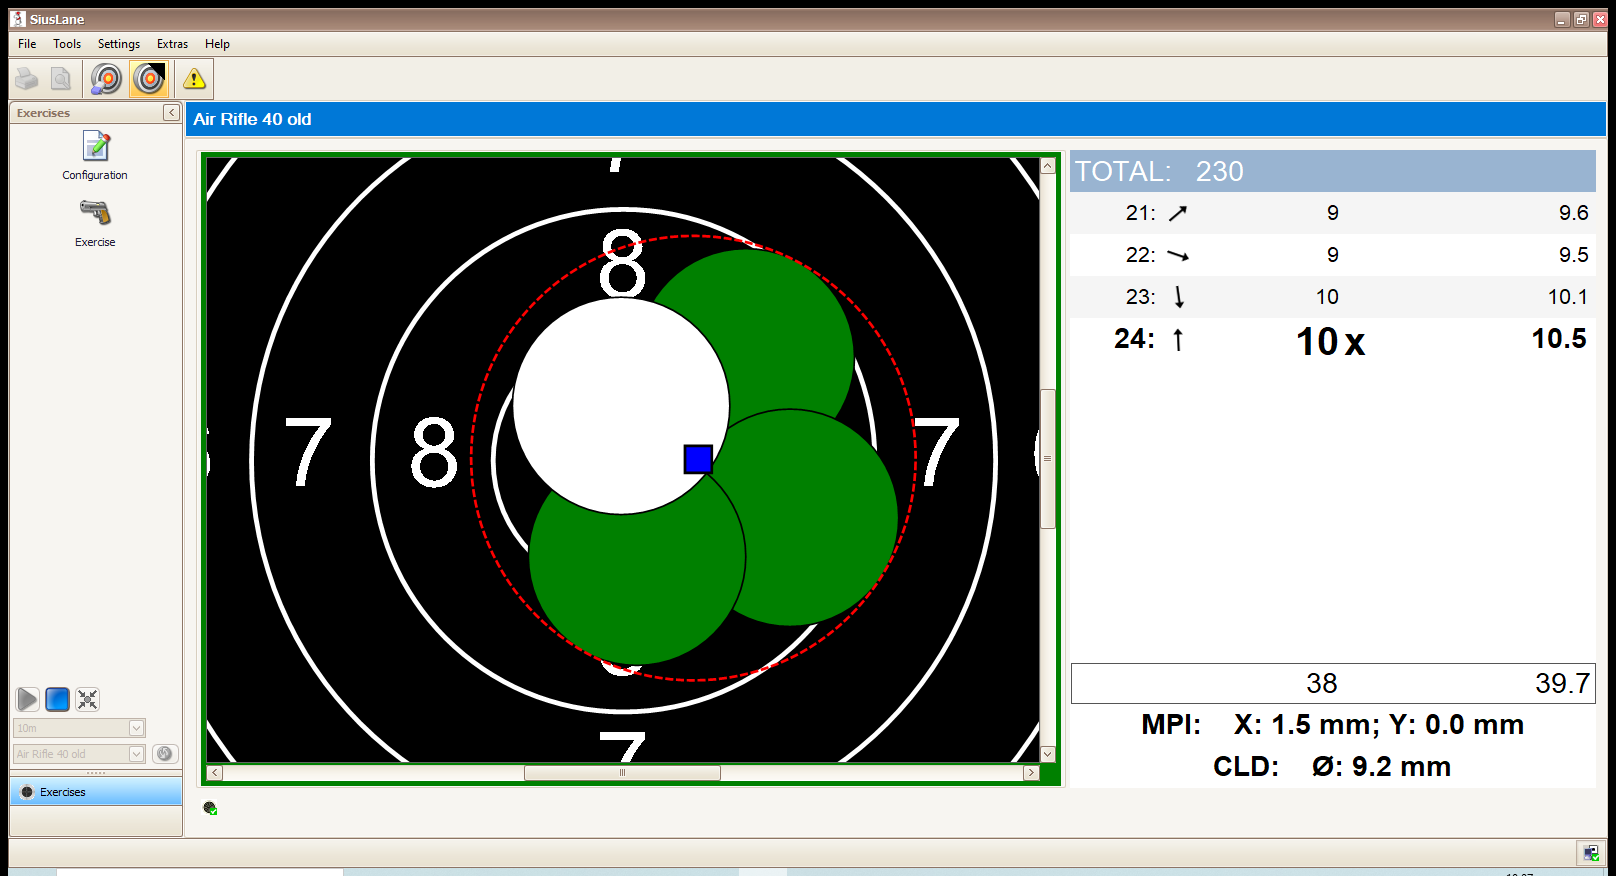 SiusLane
File Tools Settings Extras Help
Exercises
Configuration
Exercise
10m
Air Rifle 40 old
Exercises
Air Rifle 40 old
7
8
7 8 7
7
TOTAL: 230
21: 9 9.6
22: 9 9.5
23: 10 10.1
24: 10 x 10.5
38 39.7
MPI: X: 1.5 mm; Y: 0.0 mm
CLD: Ø: 9.2 mm